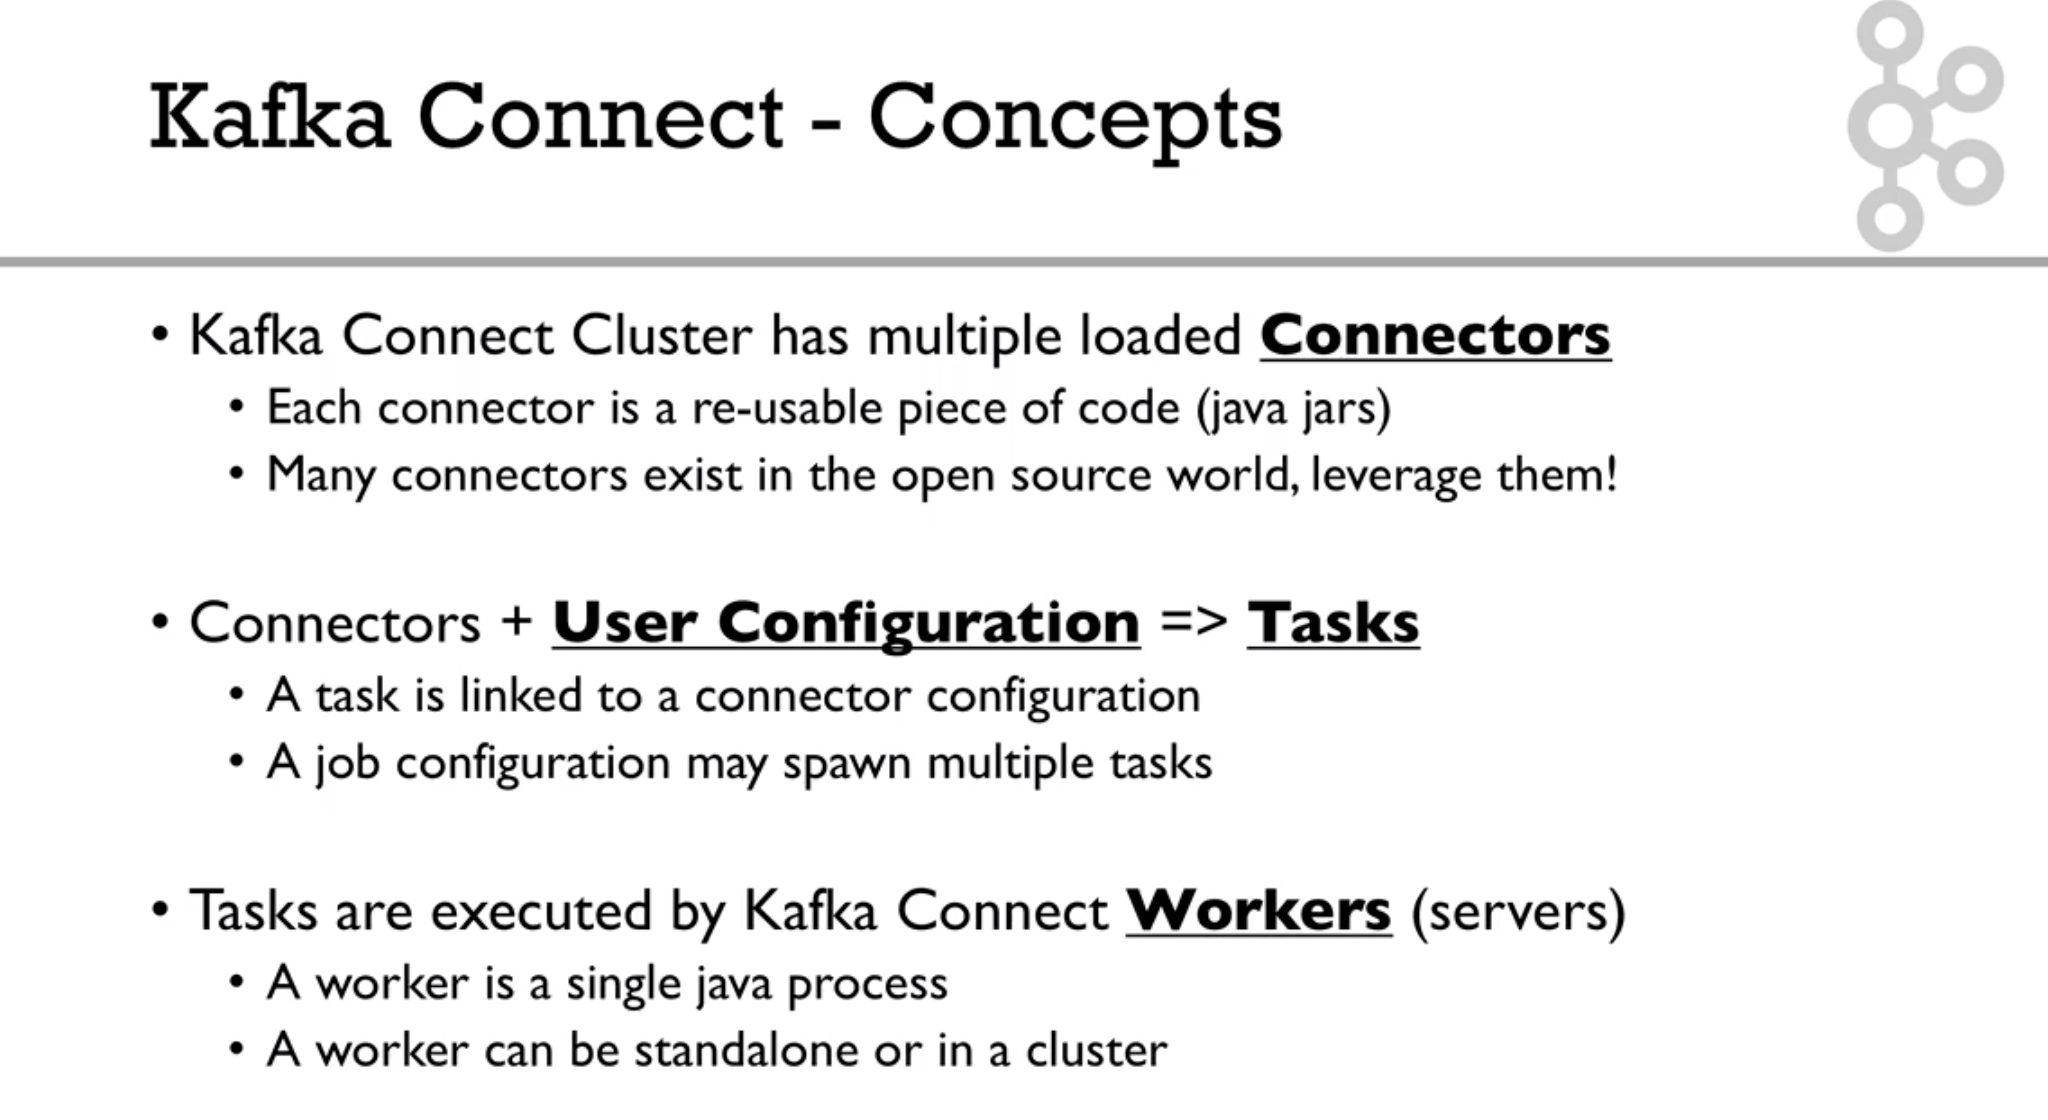 Kafka Connect - Concepts
• Kafka Connect Cluster has multiple loaded Connectors
• Each connector is a re-usable piece of code (java jars)
• Many connectors exist in the open source world, leverage them!
• Connectors + User Configuration => Tasks
• A task is linked to a connector configuration
• A job configuration may spawn multiple tasks
• Tasks are executed by Kafka Connect Workers (servers)
• A worker is a single java process
• A worker can be standalone or in a cluster